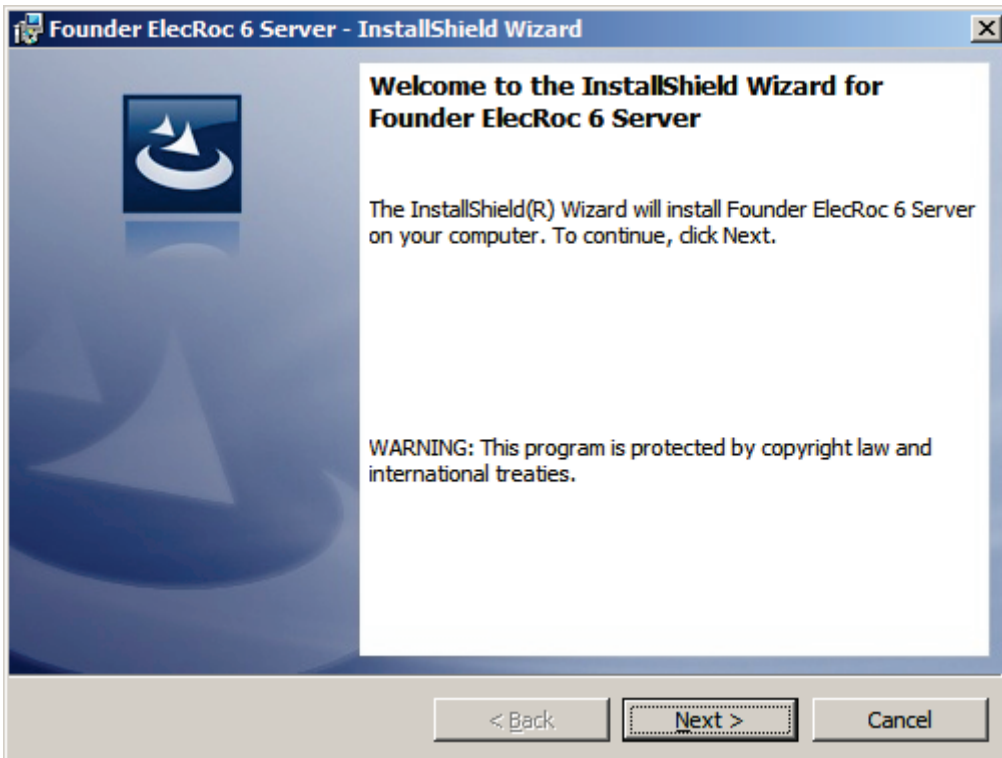 Founder ElecRoc 6 Server - InstallShield Wizard
Welcome to the InstallShield Wizard for
Founder ElecRoc 6 Server
The InstallShield(R) Wizard will install Founder ElecRoc 6 Server
on your computer. To continue, click Next.
WARNING: This program is protected by copyright law and
international treaties.
< Back
Next >
Cancel